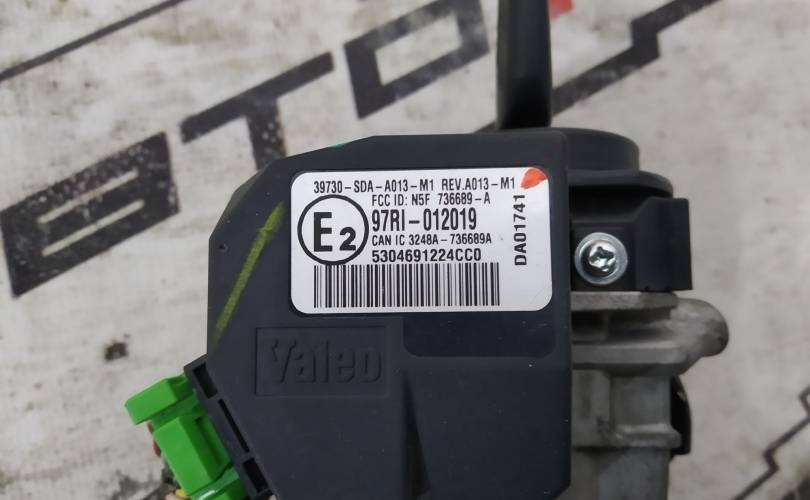 39730-SDA-A013-M1 REV.A013-M1
FCC ID: N5F 736689-A
E2
97RI-012019
CAN IC 3248A-736689A
5304691224CC0
DA01741
Valeo